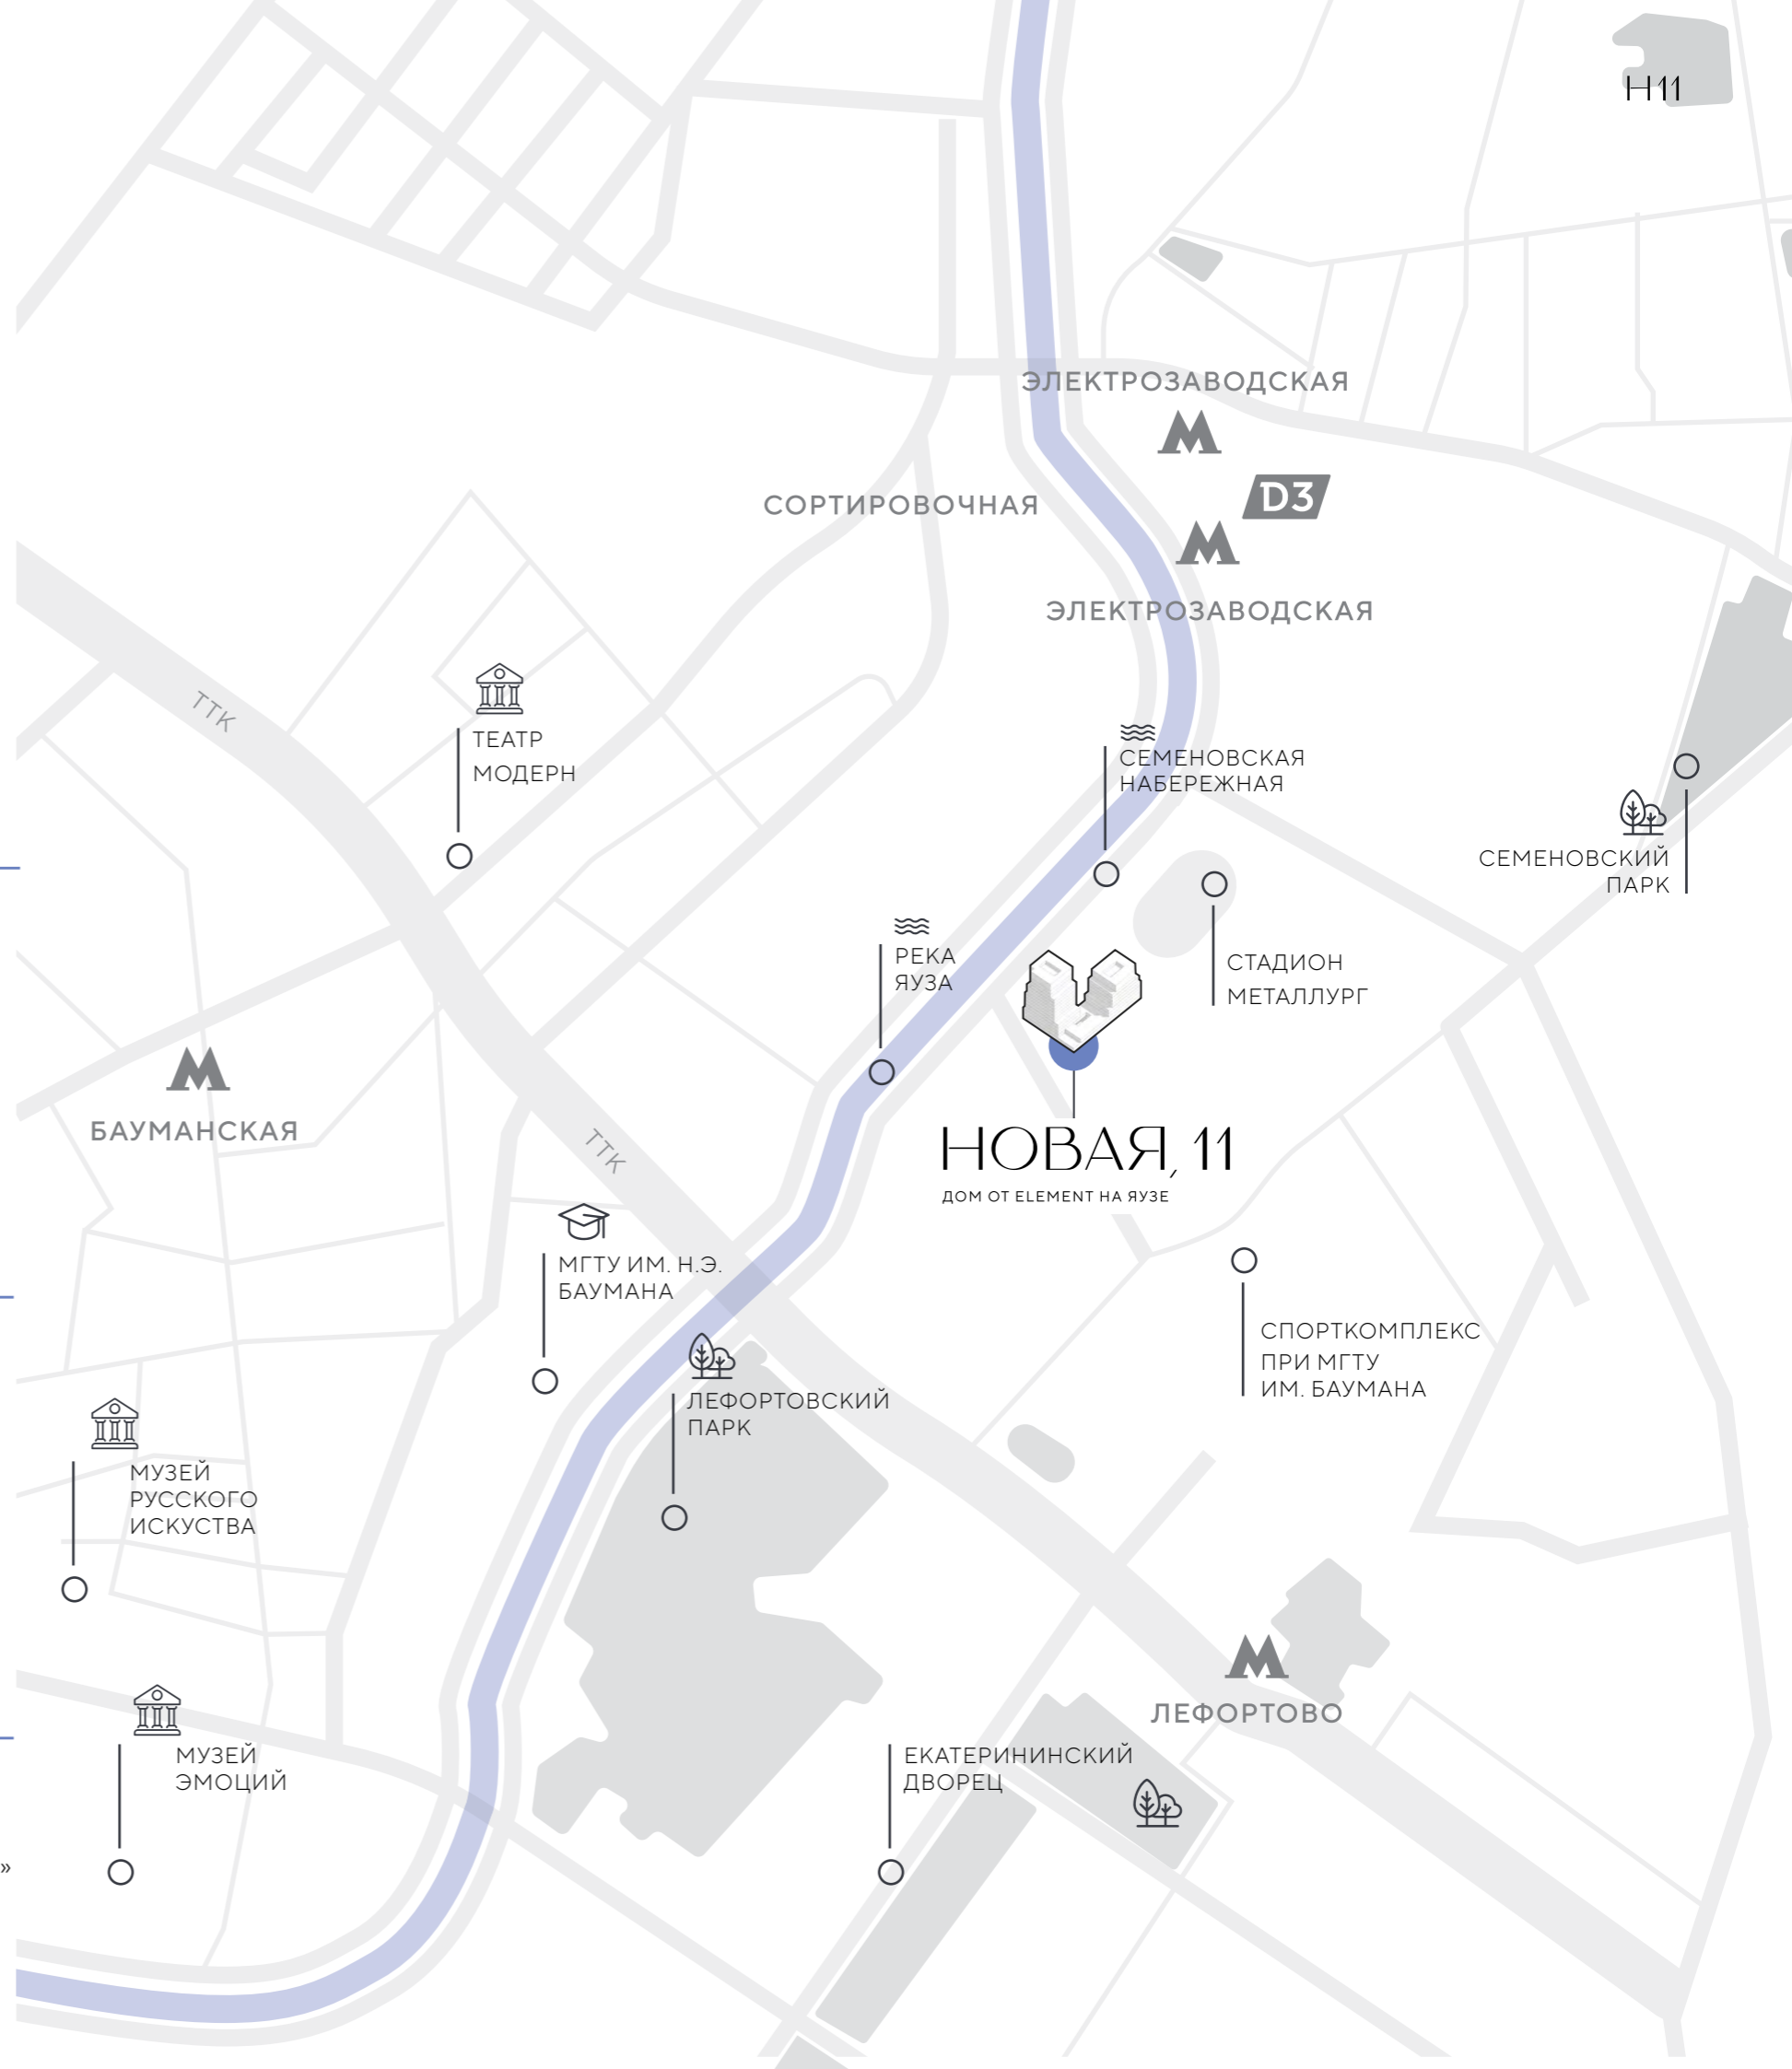 Н11
ЭЛЕКТРОЗАВОДСКАЯ
М
D3
СОРТИРОВОЧНАЯ
М
ЭЛЕКТРОЗАВОДСКАЯ
ТТК
ТЕАТР
МОДЕРН
СЕМЕНОВСКАЯ
НАБЕРЕЖНАЯ
СЕМЕНОВСКИЙ
ПАРК
РЕКА
ЯУЗА
СТАДИОН
МЕТАЛЛУРГ
М
БАУМАНСКАЯ
ТТК
НОВАЯ, 11
ДОМ ОТ ELEMENT НА ЯУЗЕ
МГТУ ИМ. Н.Э.
БАУМАНА
СПОРТКОМПЛЕКС
ПРИ МГТУ
ИМ. БАУМАНА
ЛЕФОРТОВСКИЙ
ПАРК
МУЗЕЙ
РУССКОГО
ИСКУСТВА
М
ЛЕФОРТОВО
МУЗЕЙ
ЭМОЦИЙ
ЕКАТЕРИНИНСКИЙ
ДВОРЕЦ
»